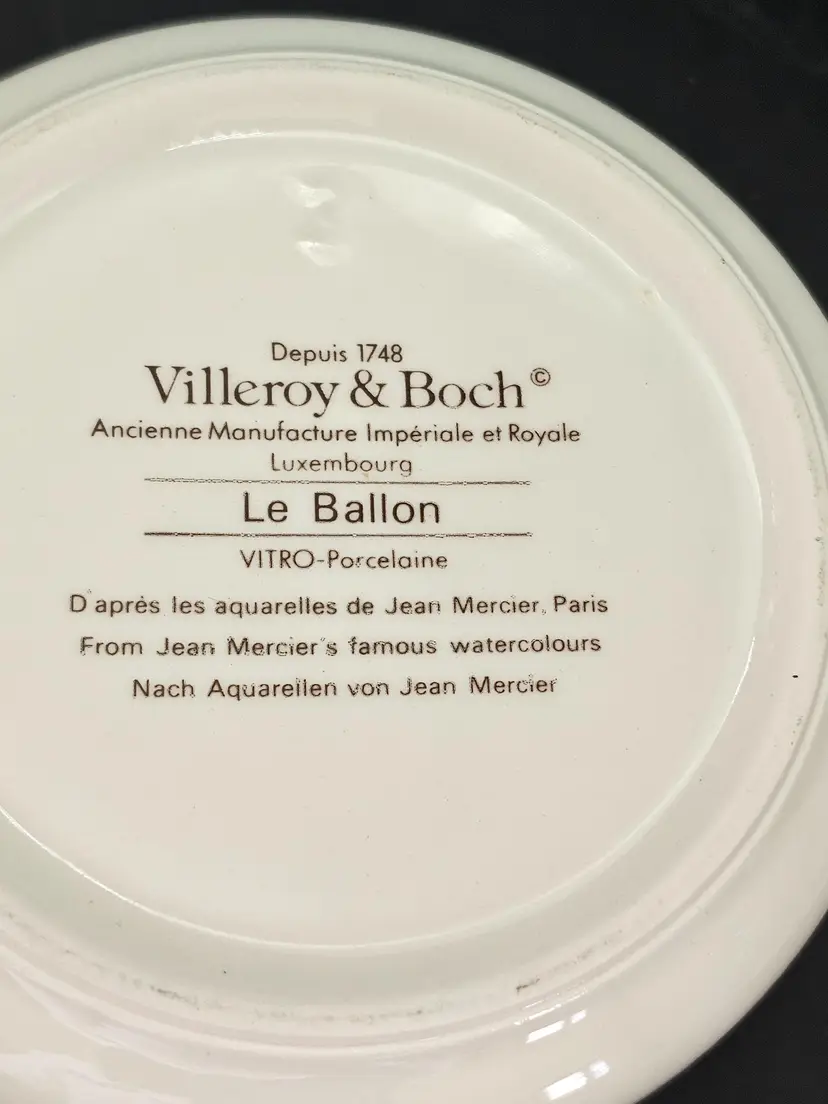 Depuis 1748
Villeroy & Boch©
Ancienne Manufacture Impériale et Royale
Luxembourg
Le Ballon
VITRO-Porcelaine
D'aprés les aquarelles de Jean Mercier, Paris
From Jean Mercier's famous watercolours
Nach Aquarellen von Jean Mercier